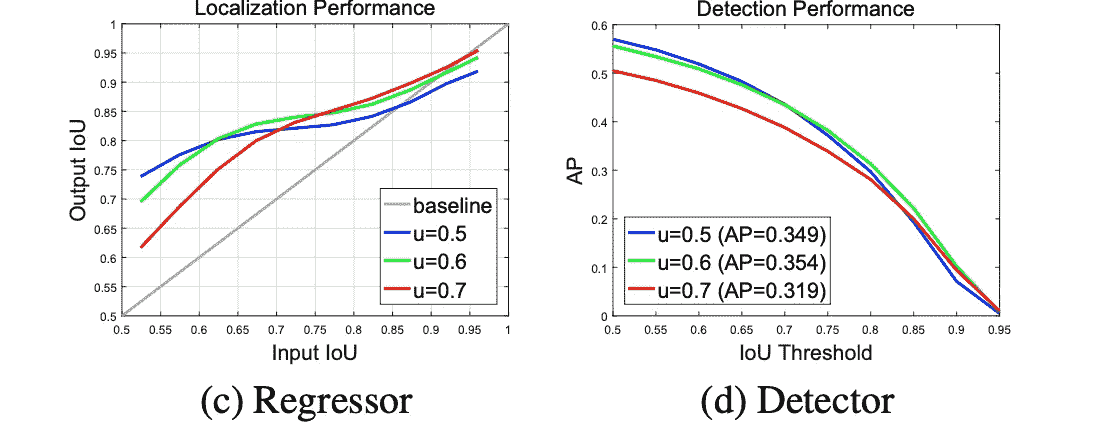 Localization Performance
1
0.95
0.9
0.85
0.8
0.75
0.7
0.65
0.6
0.55
0.5
Output IoU
0.5 0.55 0.6 0.65 0.7 0.75 0.8 0.85 0.9 0.95 1
Input IoU
baseline
u=0.5
u=0.6
u=0.7
(c) Regressor
Detection Performance
0.6
0.5
0.4
0.3
0.2
0.1
0
AP
0.5 0.55 0.6 0.65 0.7 0.75 0.8 0.85 0.9 0.95
IoU Threshold
u=0.5 (AP=0.349)
u=0.6 (AP=0.354)
u=0.7 (AP=0.319)
(d) Detector